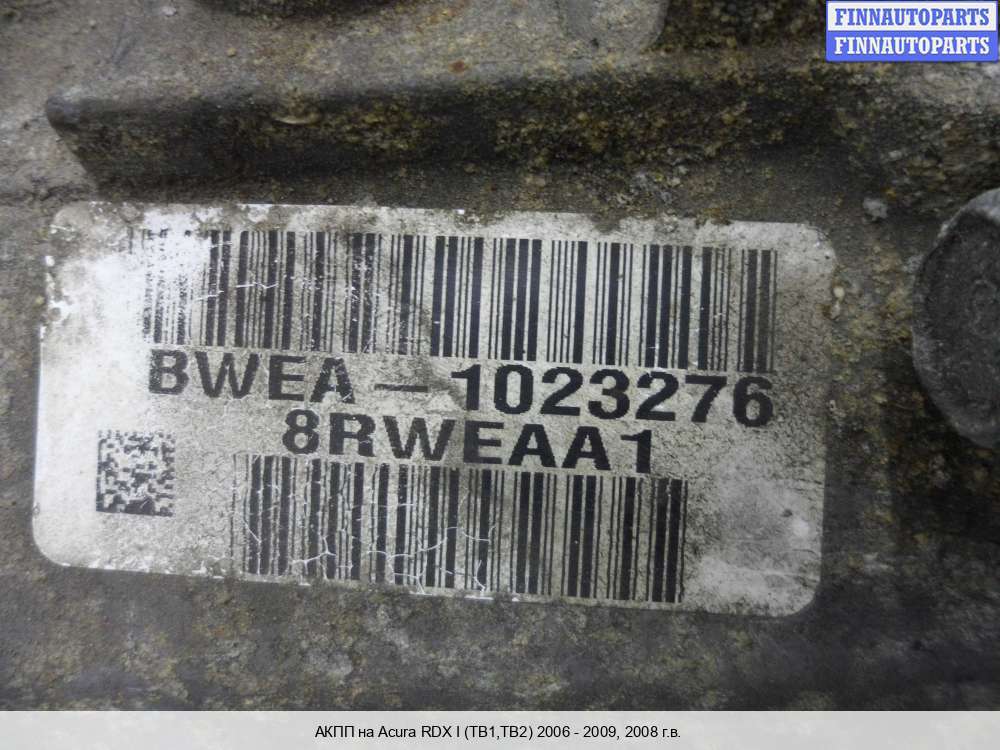 FINNAUTOPARTS
FINNAUTOPARTS
BWEA - 1023276
8RWEAA1
АКПП на Acura RDX I (TB1,TB2) 2006 - 2009, 2008 г.в.